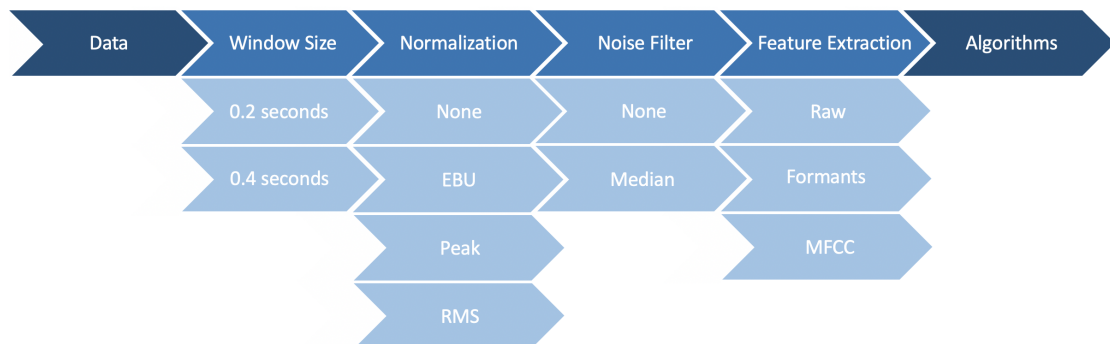 Data
Window Size
Normalization
Noise Filter
Feature Extraction
Algorithms
0.2 seconds
None
None
Raw
0.4 seconds
EBU
Median
Formants
Peak
MFCC
RMS